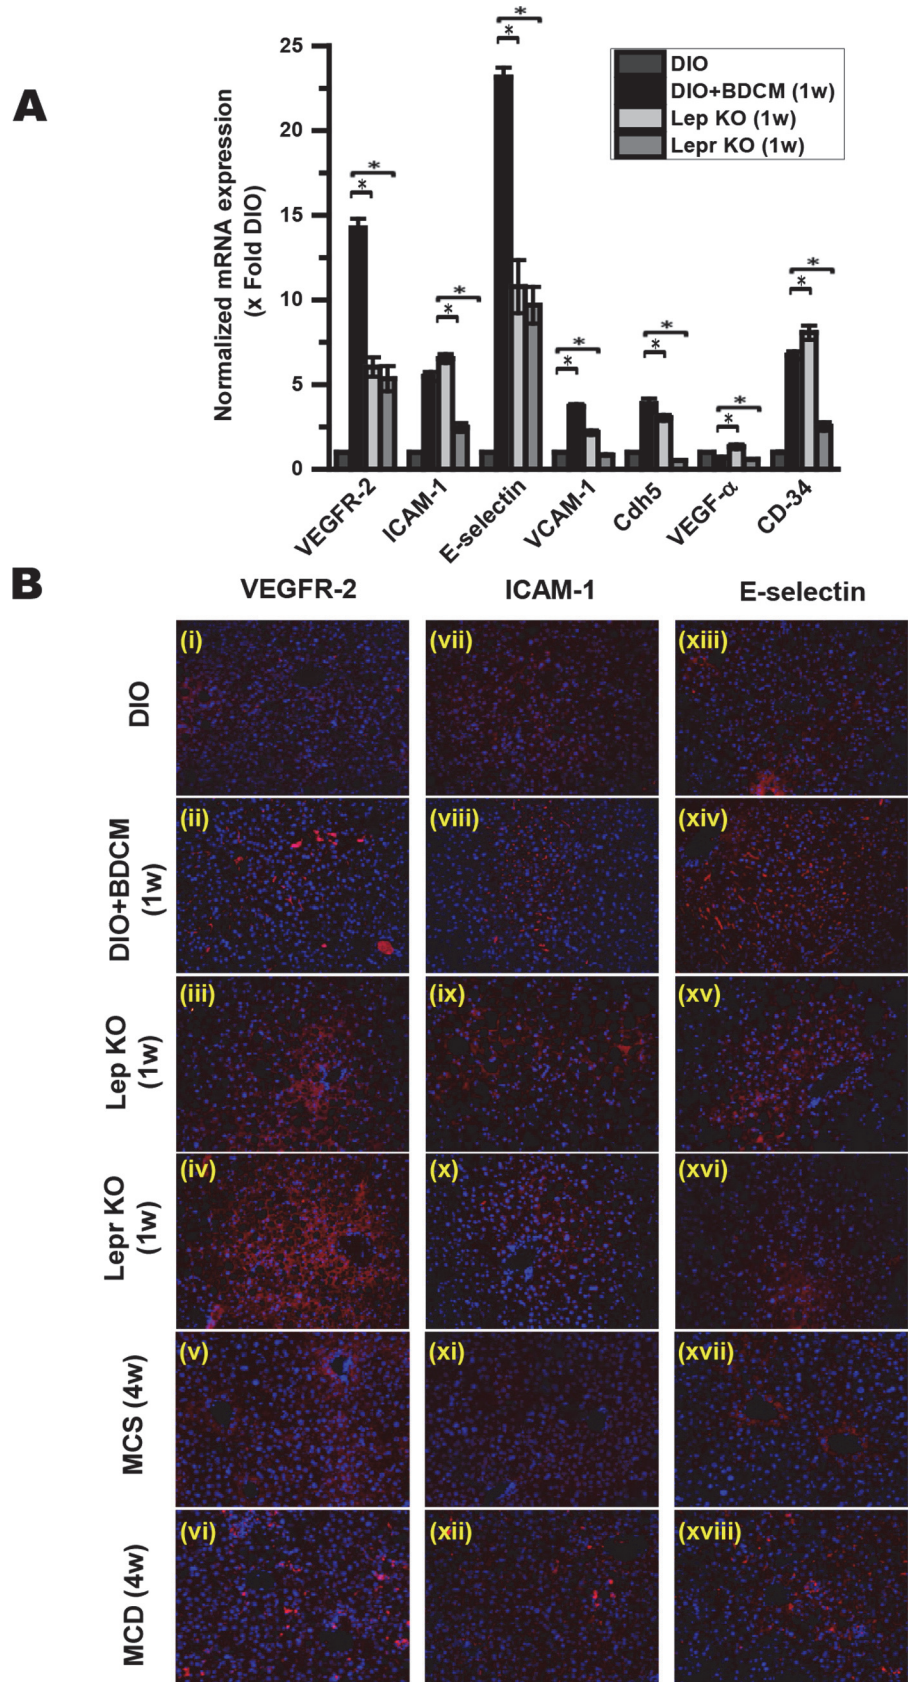 A
25
20
15
10
5
0
Normalized mRNA expression
(x Fold DIO)
* * * * * * * * * * * * * *
DIO
DIO+BDCM (1w)
Lep KO (1w)
Lepr KO (1w)
VEGFR-2
ICAM-1
E-selectin
VCAM-1
Cdh5
VEGF-α
CD-34
B
VEGFR-2 ICAM-1 E-selectin
DIO
(i) (vii) (xiii)
DIO+BDCM
(1w)
(ii) (viii) (xiv)
Lep KO
(1w)
(iii) (ix) (xv)
Lepr KO
(1w)
(iv) (x) (xvi)
MCS (4w)
(v) (xi) (xvii)
MCD (4w)
(vi) (xii) (xviii)